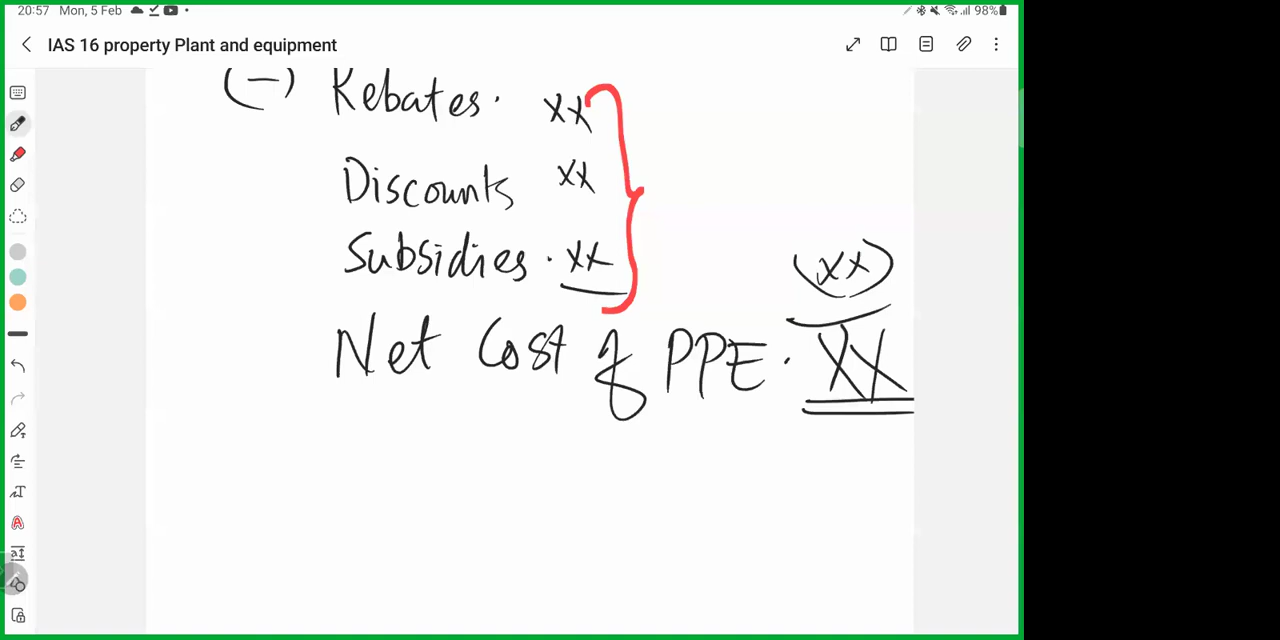 20:57 Mon, 5 Feb 98%
IAS 16 property Plant and equipment
(-) Rebates. xx
Discounts xx
Subsidies. xx (xx)
Net Cost of PPE. XX